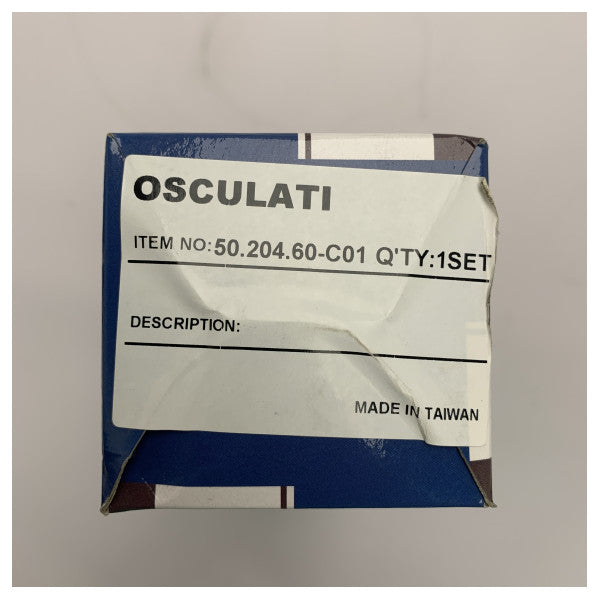 OSCULATI
ITEM NO:50.204.60-C01 Q'TY:1SET
DESCRIPTION:
MADE IN TAIWAN